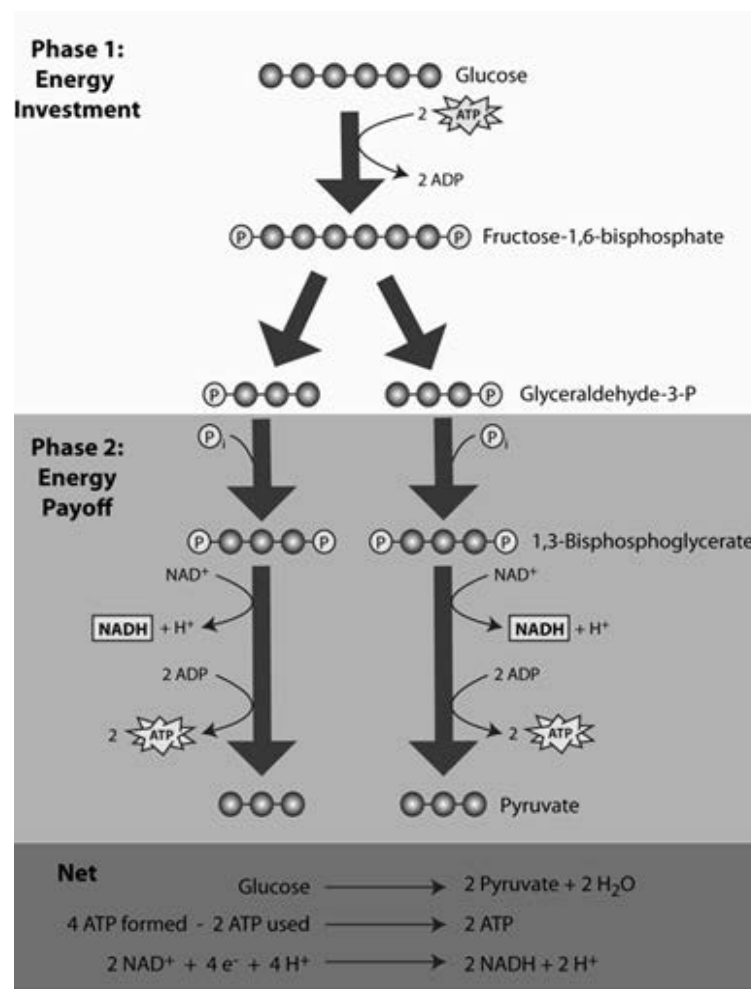 Phase 1:
Energy
Investment
Glucose
2 ATP
2 ADP
P P Fructose-1,6-bisphosphate
P P Glyceraldehyde-3-P
Phase 2:
Energy
Payoff
Pi Pi
P P P P 1,3-Bisphosphoglycerate
NAD⁺ NAD⁺
NADH + H⁺ NADH + H⁺
2 ADP 2 ADP
2 ATP 2 ATP
Pyruvate
Net
Glucose → 2 Pyruvate + 2 H₂O
4 ATP formed - 2 ATP used → 2 ATP
2 NAD⁺ + 4 e⁻ + 4 H⁺ → 2 NADH + 2 H⁺